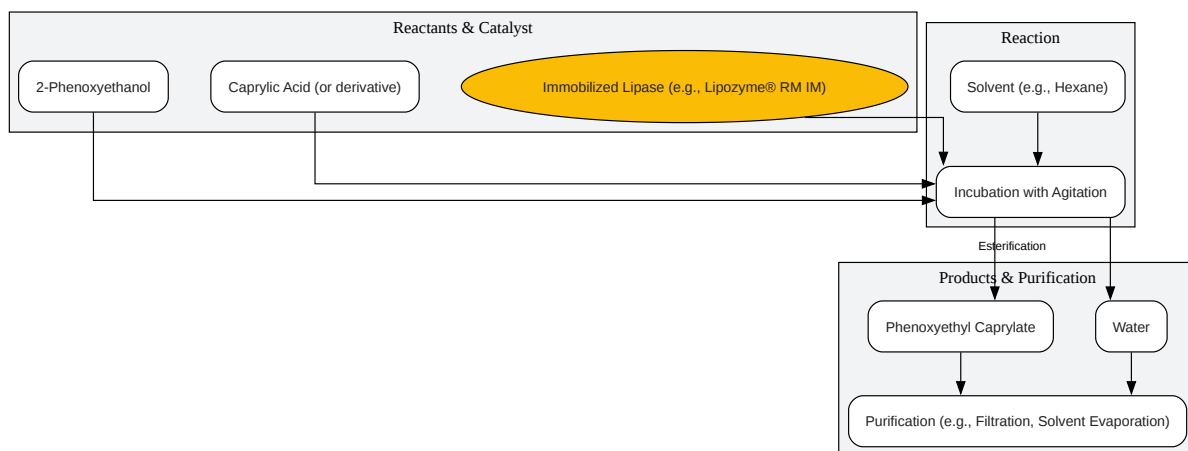 Reactants & Catalyst
2-Phenoxyethanol
Caprylic Acid (or derivative)
Immobilized Lipase (e.g., Lipozyme® RM IM)
Reaction
Solvent (e.g., Hexane)
Incubation with Agitation
Esterification
Products & Purification
Phenoxyethyl Caprylate
Water
Purification (e.g., Filtration, Solvent Evaporation)